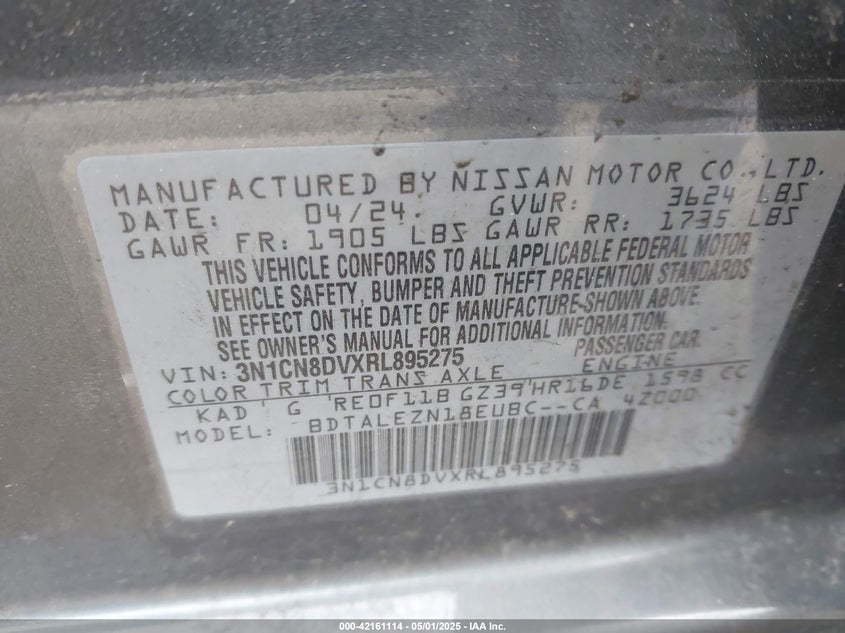 MANUFACTURED BY NISSAN MOTOR CO.,LTD.
DATE: 04/24. GVWR: 3624 LBS
GAWR FR: 1905 LBS GAWR RR: 1735 LBS
THIS VEHICLE CONFORMS TO ALL APPLICABLE FEDERAL MOTOR
VEHICLE SAFETY, BUMPER AND THEFT PREVENTION STANDARDS
IN EFFECT ON THE DATE OF MANUFACTURE SHOWN ABOVE.
SEE OWNER'S MANUAL FOR ADDITIONAL INFORMATION.
VIN: 3N1CN8DVXRL895275 PASSENGER CAR.
COLOR TRIM TRANS AXLE ENGINE
KAD G RE0F11B GZ39 HR16DE 1598 CC
MODEL: BDTALEZN18EUBC--CA 4Z000
3N1CN8DVXRL895275
000-42161114 - 05/01/2025 - IAA Inc.